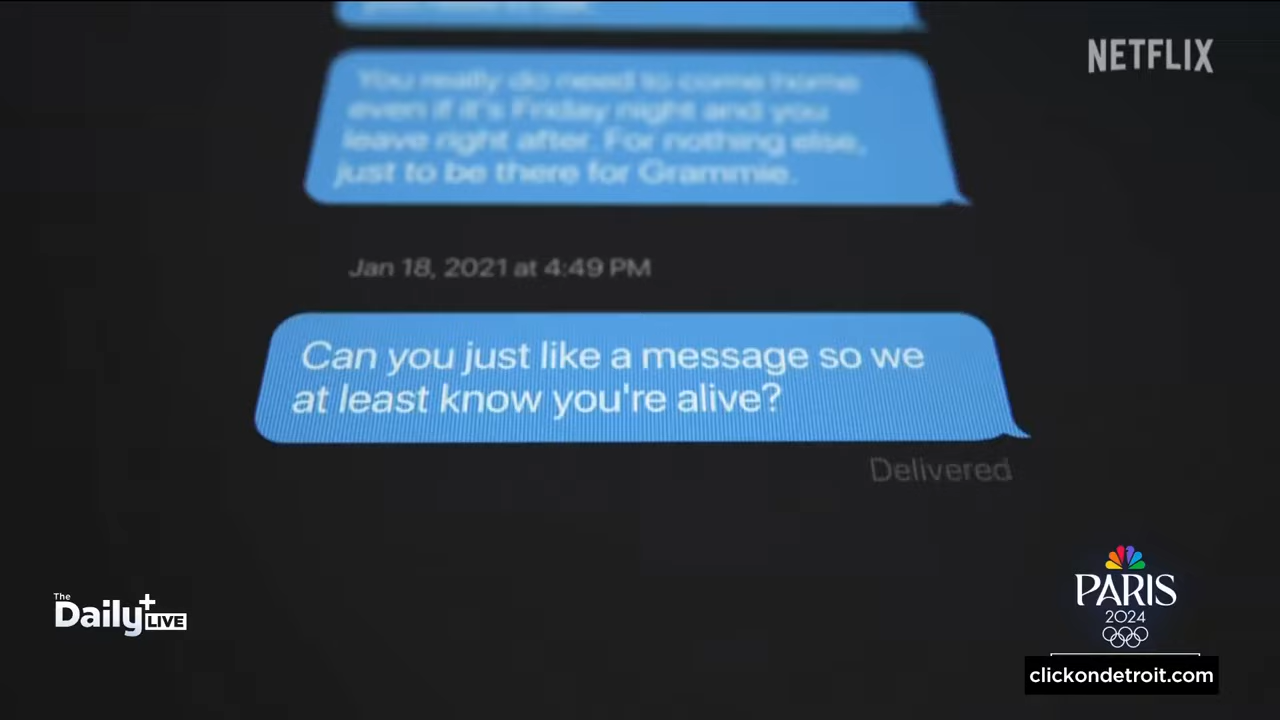 NETFLIX
You really do need to come home
even if it's Friday night and you
leave right after. For nothing else,
just to be there for Grammie.
Jan 18, 2021 at 4:49 PM
Can you just like a message so we
at least know you're alive?
Delivered
The
Daily+
LIVE
PARIS
2024
clickondetroit.com